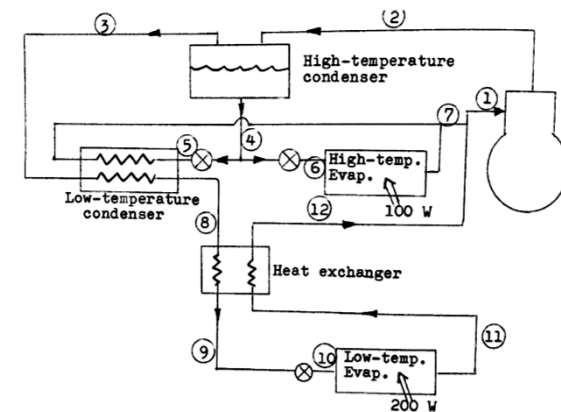 ③
②
High-temperature
condenser
①
⑦
⑤
④
High-temp.
Evap.
⑥
100 W
Low-temperature
condenser
⑫
⑧
Heat exchanger
⑨
⑩
Low-temp.
Evap.
⑪
200 W